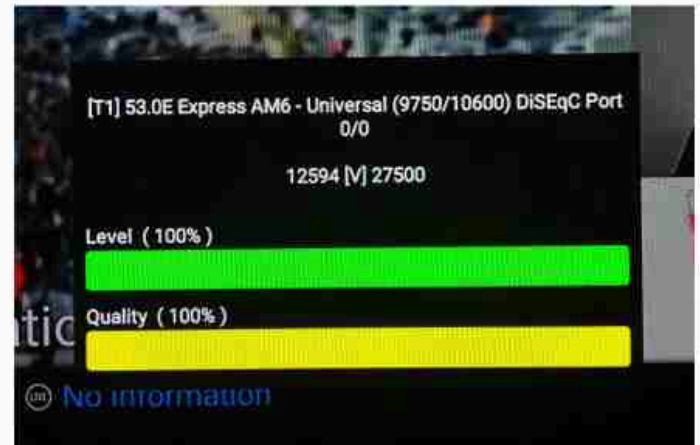 [T1] 53.0E Express AM6 - Universal (9750/10600) DiSEqC Port
0/0
12594 [V] 27500
Level ( 100% )
Quality ( 100% )
tic
No information